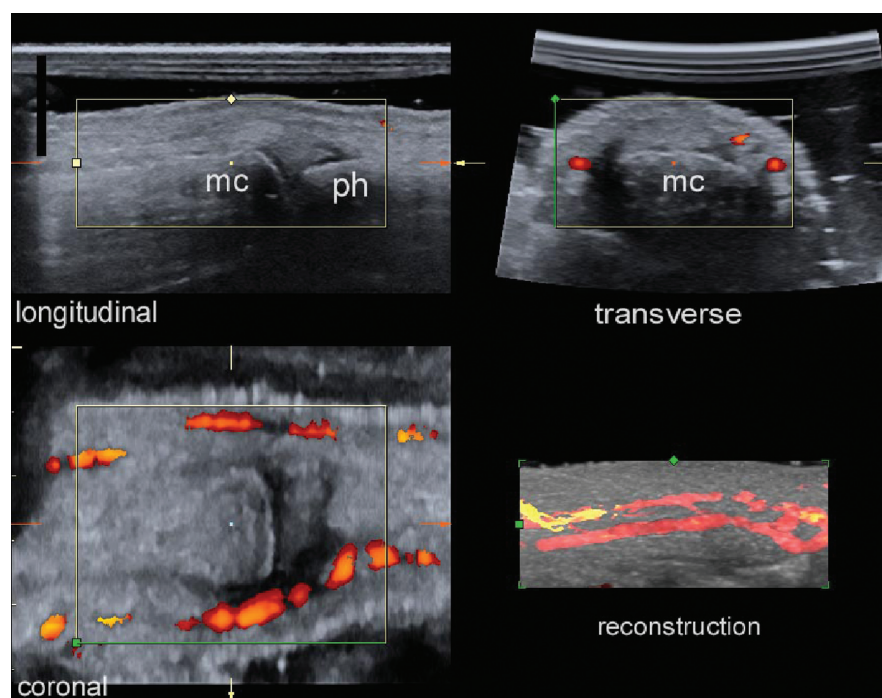 mc
ph
longitudinal
mc
transverse
coronal
reconstruction